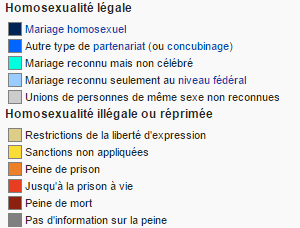 Homosexualité légale
Mariage homosexuel
Autre type de partenariat (ou concubinage)
Mariage reconnu mais non célébré
Mariage reconnu seulement au niveau fédéral
Unions de personnes de même sexe non reconnues
Homosexualité illégale ou réprimée
Restrictions de la liberté d'expression
Sanctions non appliquées
Peine de prison
Jusqu'à la prison à vie
Peine de mort
Pas d'information sur la peine